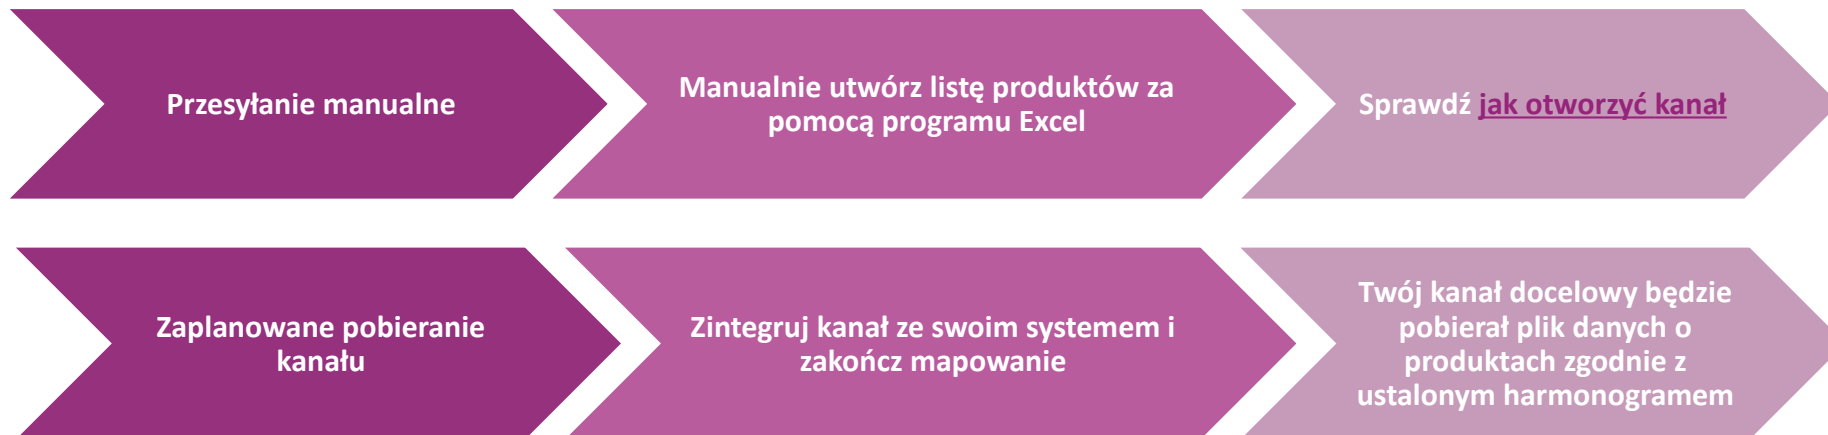 Przesyłanie manualne
Manualnie utwórz listę produktów za
pomocą programu Excel
Sprawdź jak otworzyć kanał
Zaplanowane pobieranie
kanału
Zintegruj kanał ze swoim systemem i
zakończ mapowanie
Twój kanał docelowy będzie
pobierał plik danych o
produktach zgodnie z
ustalonym harmonogramem